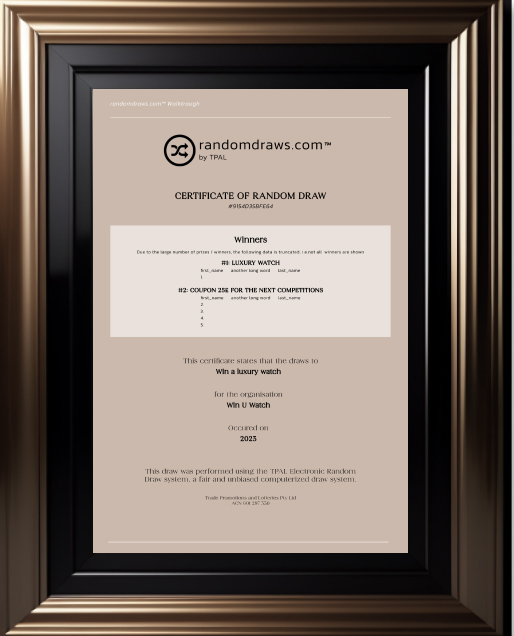 randomdraws.com™ Walkthrough
randomdraws.com™
by TPAL
CERTIFICATE OF RANDOM DRAW
#9154D35BFE64
Winners
Due to the large number of prizes / winners, the following data is truncated, i.e not all winners are shown
#1: LUXURY WATCH
first_name another long word last_name
1
#2: COUPON 25£ FOR THE NEXT COMPETITIONS
first_name another long word last_name
2
3
4
5
This certificate states that the draws to
Win a luxury watch
for the organisation
Win U Watch
Occured on
2023
This draw was performed using the TPAL Electronic Random
Draw system, a fair and unbiased computerized draw system.
Trade Promotions and Lotteries Pty Ltd